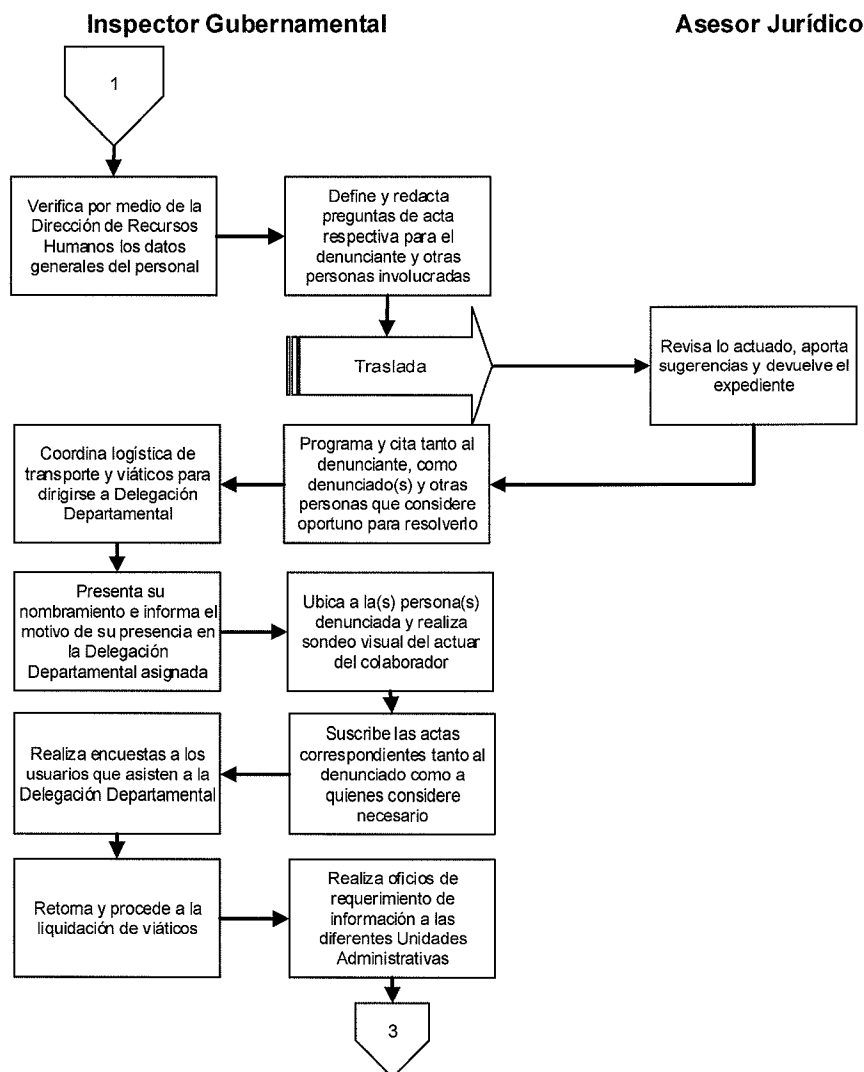 Inspector Gubernamental
Asesor Jurídico
1
Verifica por medio de la
Dirección de Recursos
Humanos los datos
generales del personal
Define y redacta
preguntas de acta
respectiva para el
denunciante y otras
personas involucradas
Traslada
Revisa lo actuado, aporta
sugerencias y devuelve el
expediente
Programa y cita tanto al
denunciante, como
denunciado(s) y otras
personas que considere
oportuno para resolverlo
Coordina logística de
transporte y viáticos para
dirigirse a Delegación
Departamental
Presenta su
nombramiento e informa el
motivo de su presencia en
la Delegación
Departamental asignada
Ubica a la(s) persona(s)
denunciada y realiza
sondeo visual del actuar
del colaborador
Suscribe las actas
correspondientes tanto al
denunciado como a
quienes considere
necesario
Realiza encuestas a los
usuarios que asisten a la
Delegación Departamental
Retorna y procede a la
liquidación de viáticos
Realiza oficios de
requerimiento de
información a las
diferentes Unidades
Administrativas
3